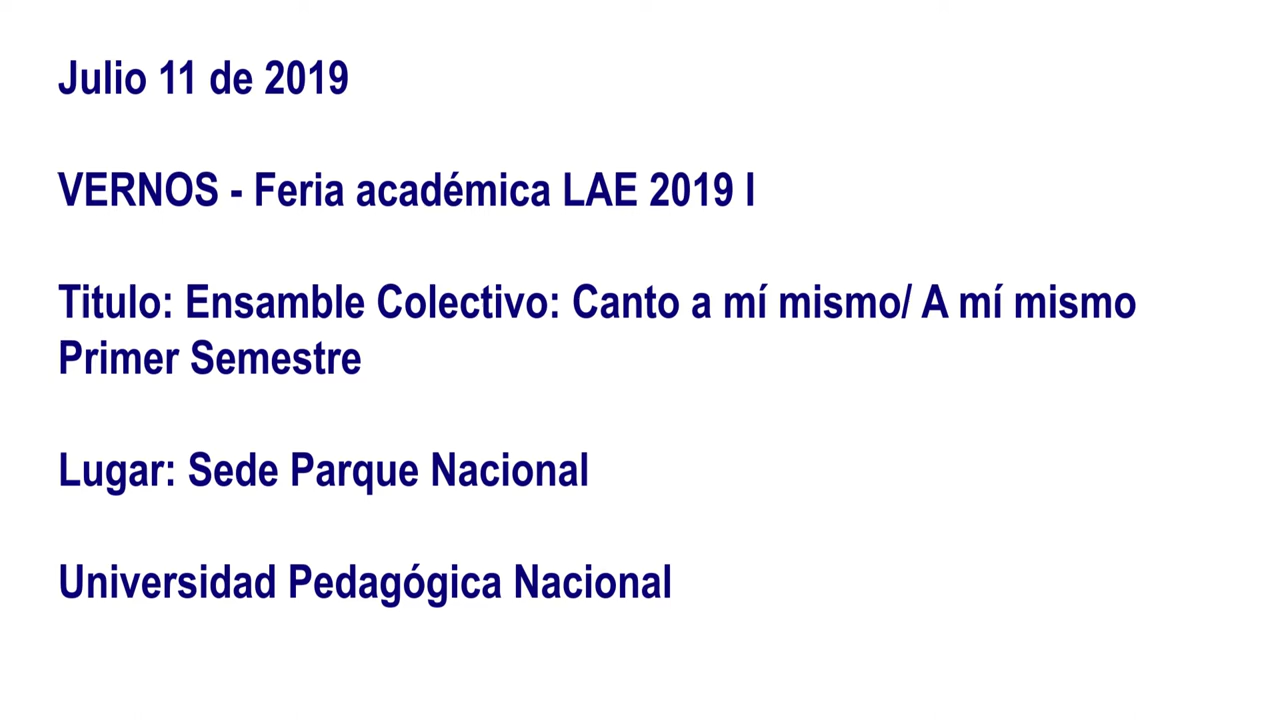 Julio 11 de 2019
VERNOS - Feria académica LAE 2019 I
Titulo: Ensamble Colectivo: Canto a mí mismo/ A mí mismo
Primer Semestre
Lugar: Sede Parque Nacional
Universidad Pedagógica Nacional